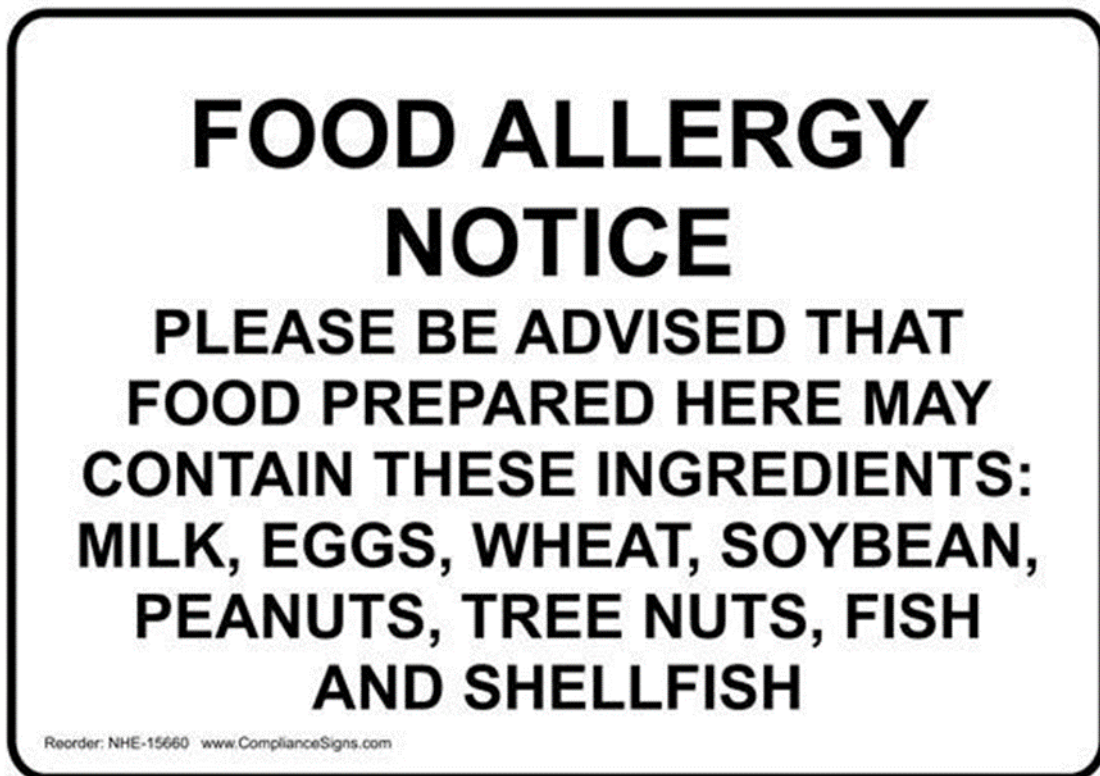 FOOD ALLERGY
NOTICE
PLEASE BE ADVISED THAT
FOOD PREPARED HERE MAY
CONTAIN THESE INGREDIENTS:
MILK, EGGS, WHEAT, SOYBEAN,
PEANUTS, TREE NUTS, FISH
AND SHELLFISH
Reorder: NHE-15660 www.ComplianceSigns.com